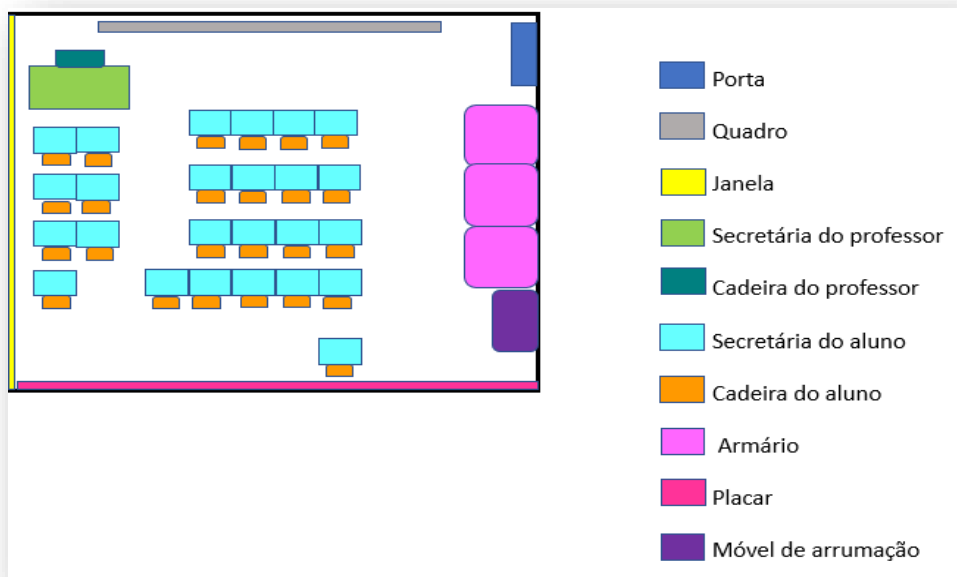 Porta
Quadro
Janela
Secretária do professor
Cadeira do professor
Secretária do aluno
Cadeira do aluno
Armário
Placar
Móvel de arrumação